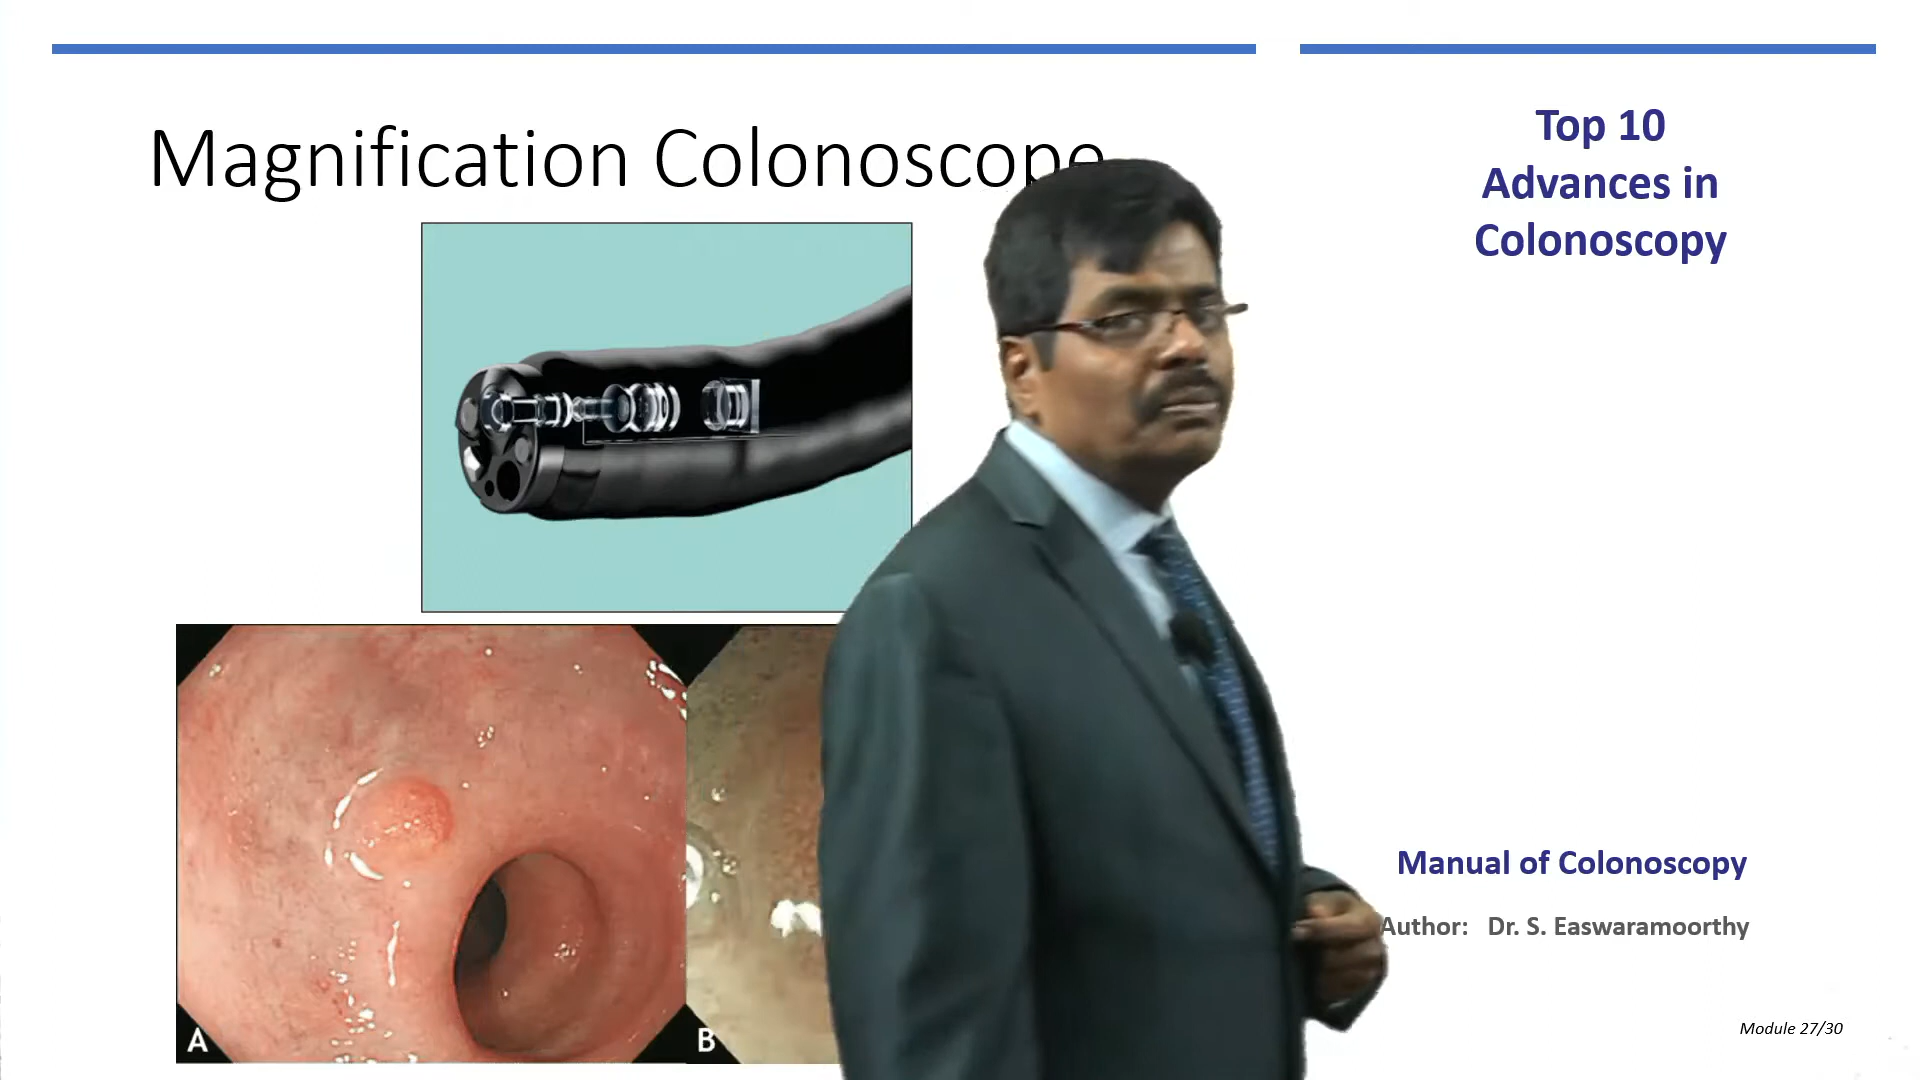 Magnification Colonoscope
Top 10
Advances in
Colonoscopy
A
B
Manual of Colonoscopy
Author: Dr. S. Easwaramoorthy
Module 27/30